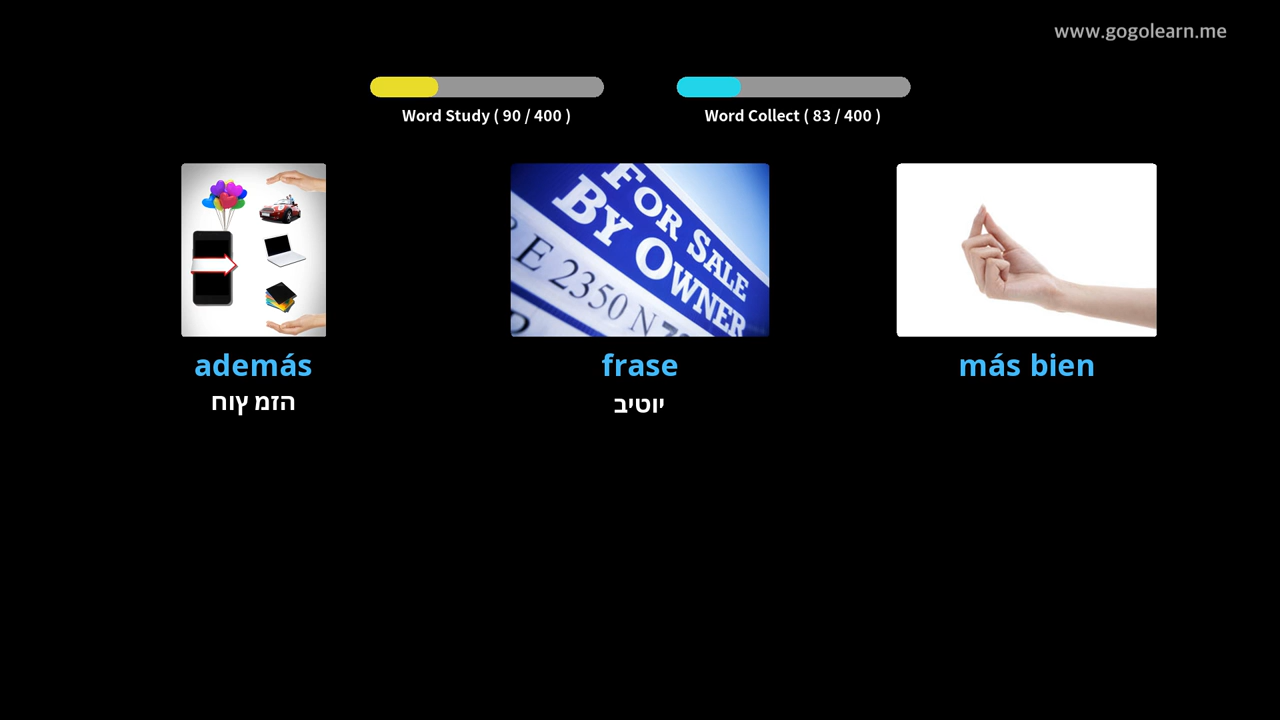 www.gogolearn.me
Word Study ( 90 / 400 )
Word Collect ( 83 / 400 )
FOR SALE
BY OWNER
E 2350 N
además
frase
más bien
הזמ ץוח
יוטיב